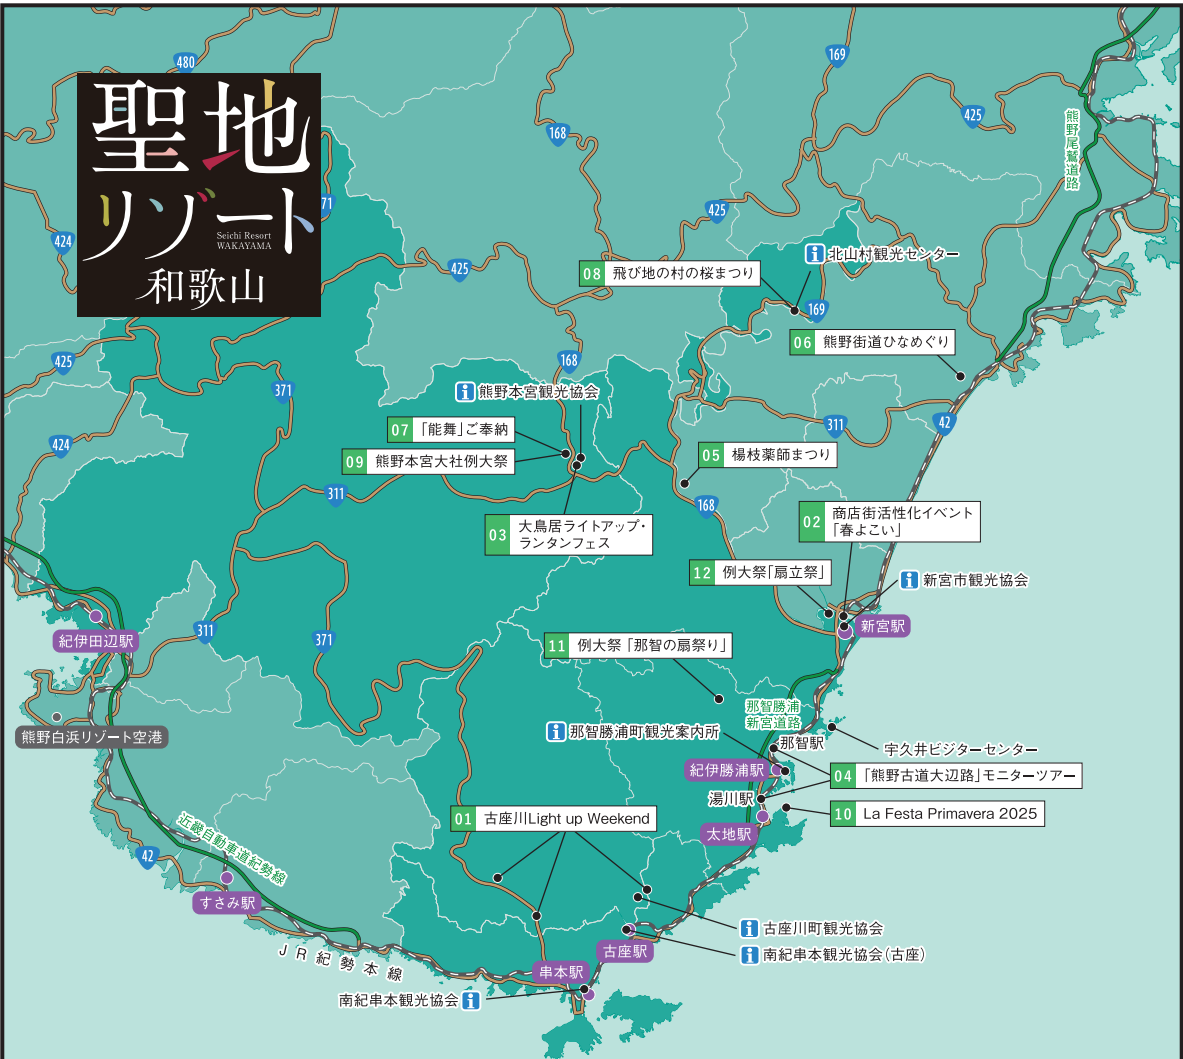 480
169
168
425
熊野尾鷲道路
聖地
リゾート
Seichi Resort
WAKAYAMA
和歌山
71
424
425
425
北山村観光センター
08 飛び地の村の桜まつり
169
06 熊野街道ひなめぐり
425
168
371
熊野本宮観光協会
311
42
07 「能舞」ご奉納
424
09 熊野本宮大社例大祭
05 楊枝薬師まつり
311
168
02 商店街活性化イベント
「春よこい」
03 大鳥居ライトアップ・
ランタンフェス
12 例大祭「扇立祭」
新宮市観光協会
新宮駅
紀伊田辺駅
311
371
11 例大祭「那智の扇祭り」
那智勝浦
新宮道路
熊野白浜リゾート空港
那智勝浦町観光案内所
那智駅
宇久井ビジターセンター
紀伊勝浦駅
04 「熊野古道大辺路」モニターツアー
湯川駅
10 La Festa Primavera 2025
太地駅
01 古座川Light up Weekend
近畿自動車道紀勢線
42
すさみ駅
古座川町観光協会
古座駅
南紀串本観光協会(古座)
JR紀勢本線
串本駅
南紀串本観光協会